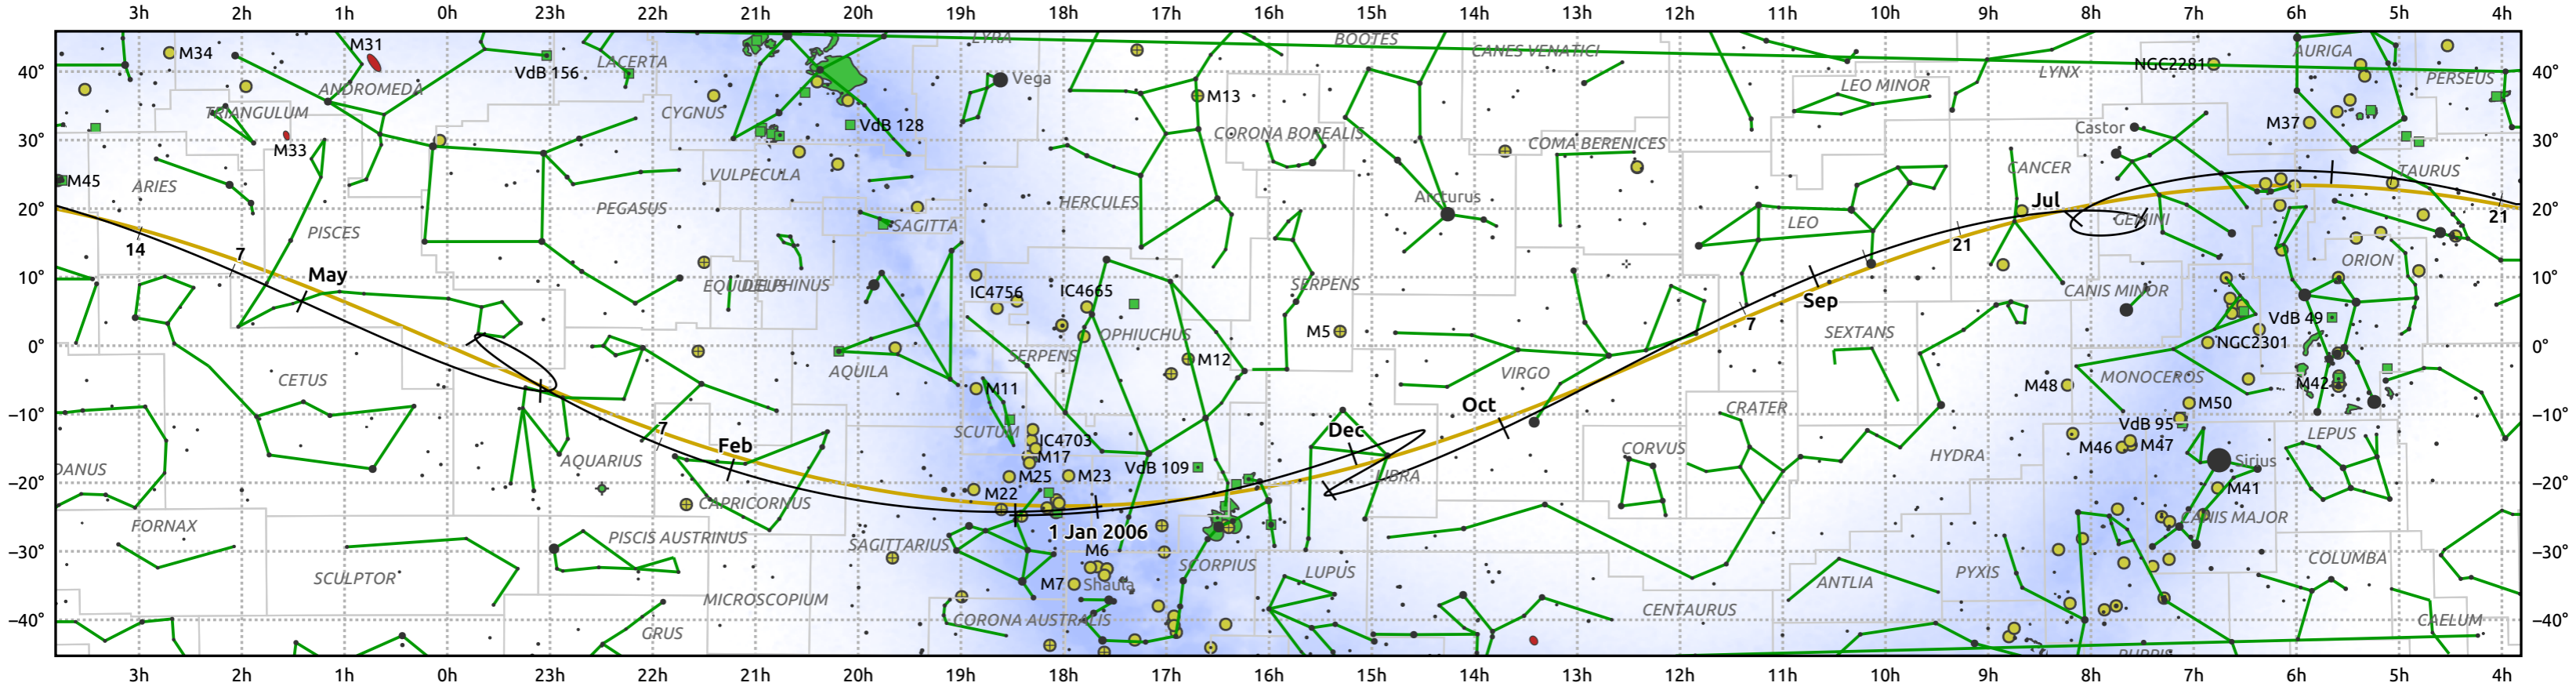 3h 2h 1h 0h 23h 22h 21h 20h 19h 18h 17h 16h 15h 14h 13h 12h 11h 10h 9h 8h 7h 6h 5h 4h
LYRA BOOTES
M34 M31 CANES VENATICI AURIGA
LACERTA NGC2281
40° VdB 156 Vega LYNX PERSEUS 40°
ANDROMEDA LEO MINOR
TRIANGULUM CYGNUS M13
VdB 128 CORONA BOREALIS Castor M37
30° M33 COMA BERENICES 30°
M45 ARIES VULPECULA CANCER TAURUS
20° PEGASUS HERCULES Arcturus Jul 20°
PISCES SAGITTA LEO GEMINI 21
14 7 21 ORION
10° May EQUULEUS DELPHINUS IC4756 IC4665 SERPENS CANIS MINOR 10°
Sep
7 VdB 49
0° OPHIUCHUS M5 SEXTANS NGC2301 0°
SERPENS M12
CETUS AQUILA VIRGO MONOCEROS M42
M11 M48
-10° Oct CRATER M50 -10°
7 SCUTUM Dec VdB 95 LEPUS
Feb IC4703 CORVUS M46 M47
AQUARIUS M17 VdB 109 HYDRA Sirius
DANUS
-20° M25 M23 LIBRA M41 -20°
M22
CAPRICORNUS CANIS MAJOR
FORNAX 1 Jan 2006
-30° PISCIS AUSTRINUS SAGITTARIUS M6 COLUMBA -30°
SCULPTOR SCORPIUS LUPUS PYXIS
M7 Shaula ANTLIA
MICROSCOPIUM CENTAURUS
-40° GRUS CORONA AUSTRALIS CAELUM -40°
PUPPIS
3h 2h 1h 0h 23h 22h 21h 20h 19h 18h 17h 16h 15h 14h 13h 12h 11h 10h 9h 8h 7h 6h 5h 4h